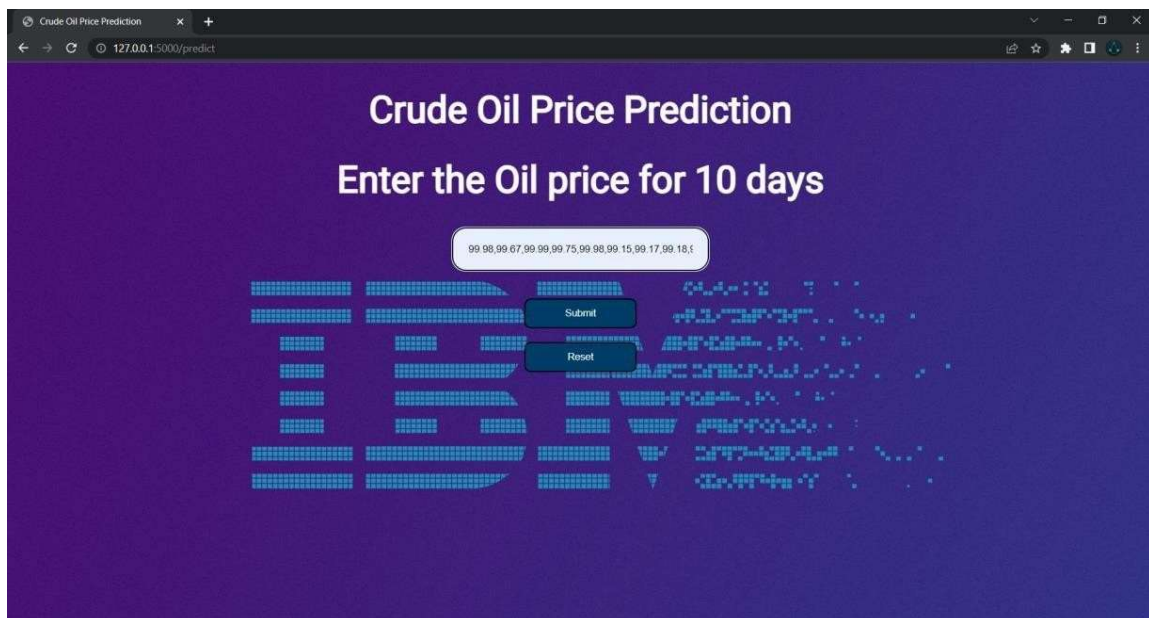 Crude Oil Price Prediction
127.0.0.1:5000/predict
Crude Oil Price Prediction
Enter the Oil price for 10 days
99.98,99.67,99.99,99.75,99.98,99.15,99.17,99.18,9
Submit
Reset
IBM